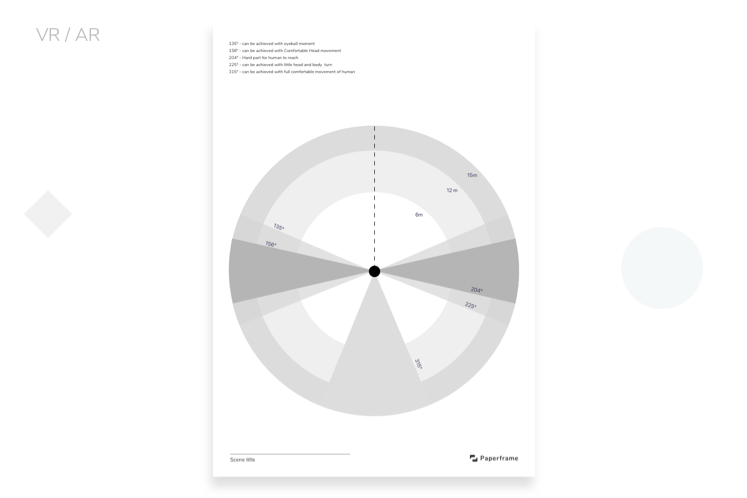 VR / AR
135° - can be achieved with eyeball moment
156° - can be achieved with Comfortable Head movement
204° - Hard part for human to reach
225° - can be achieved with little head and body turn
315° - can be achieved with full comfortable movement of human
15m
12 m
6m
135°
156°
204°
225°
315°
Scene title
Paperframe